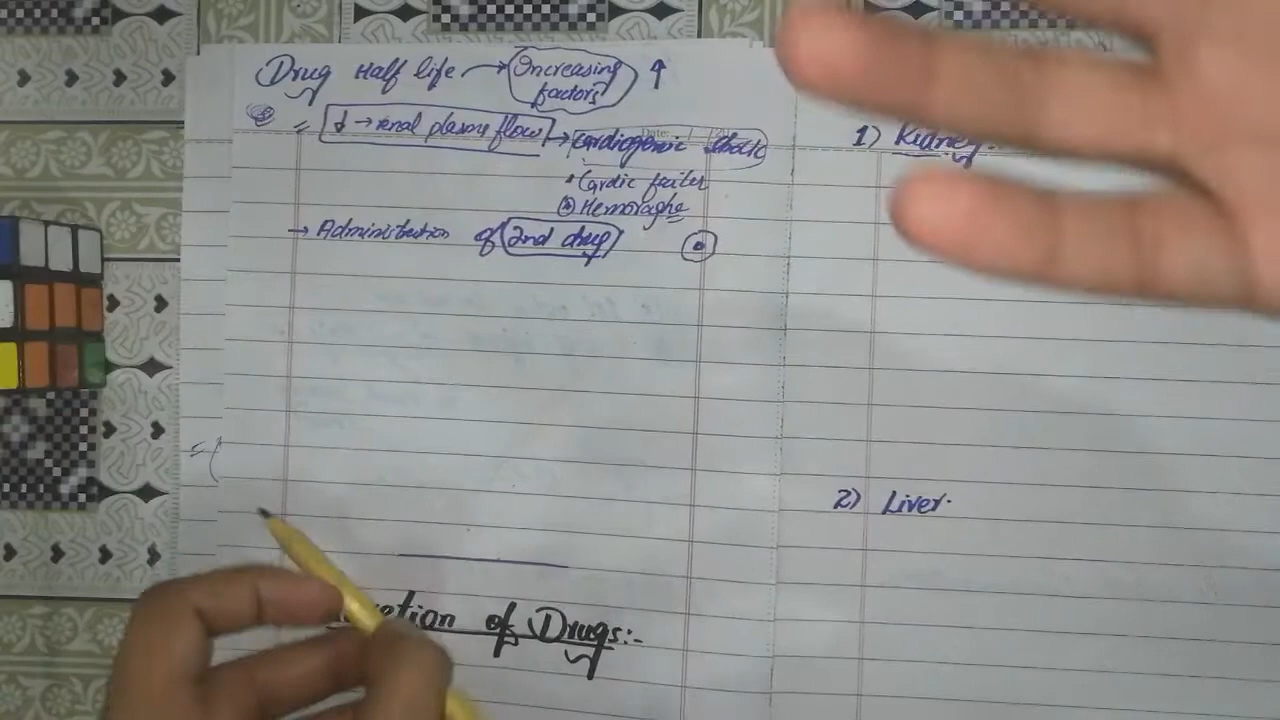 Drug Half life → Increasing ↑
factors
= ↓ → renal plasma flow → Cardiogenic Shock
Date:
• Cardic failer
Hemoraghe
→ Administration of 2nd drug
of Drugs:-
1) Kidney.
2) Liver.